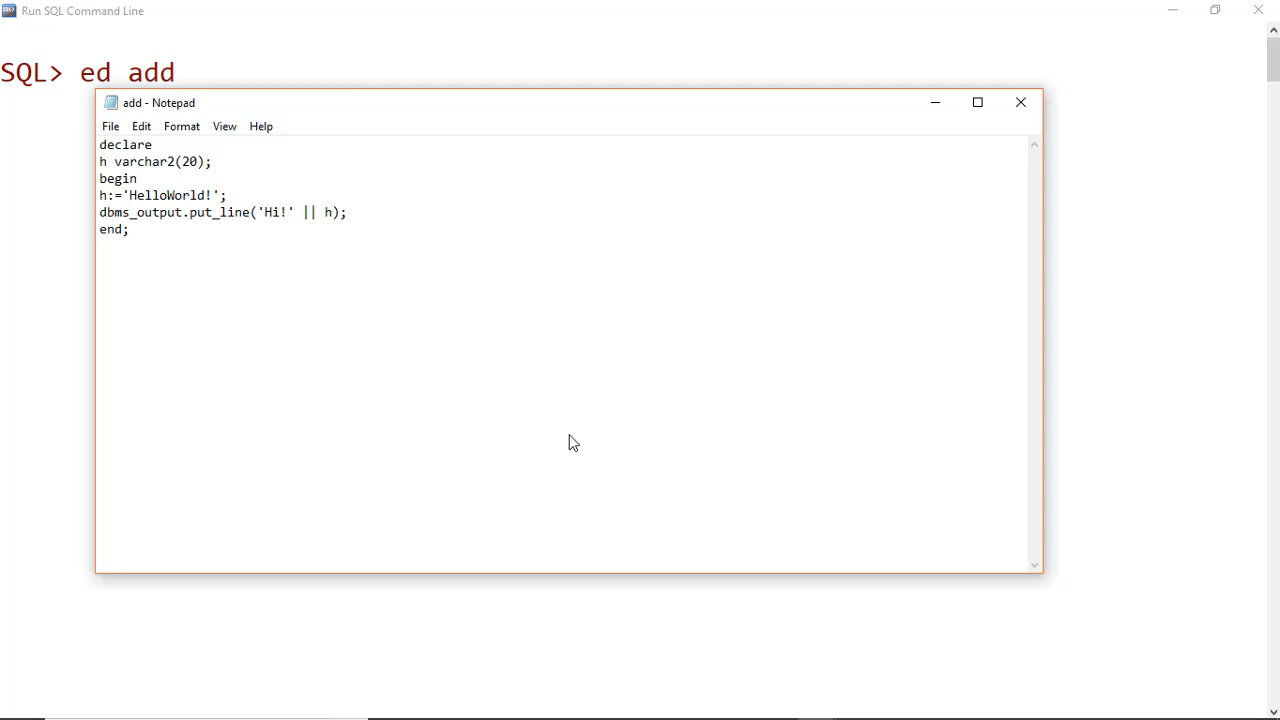 Run SQL Command Line
SQL> ed add
add - Notepad
File Edit Format View Help
declare
h varchar2(20);
begin
h:='HelloWorld!';
dbms_output.put_line('Hi!' || h);
end;